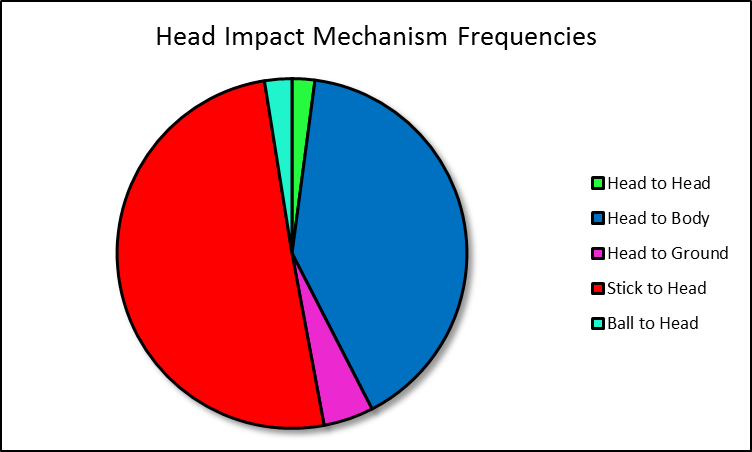 Head Impact Mechanism Frequencies
Head to Head
Head to Body
Head to Ground
Stick to Head
Ball to Head